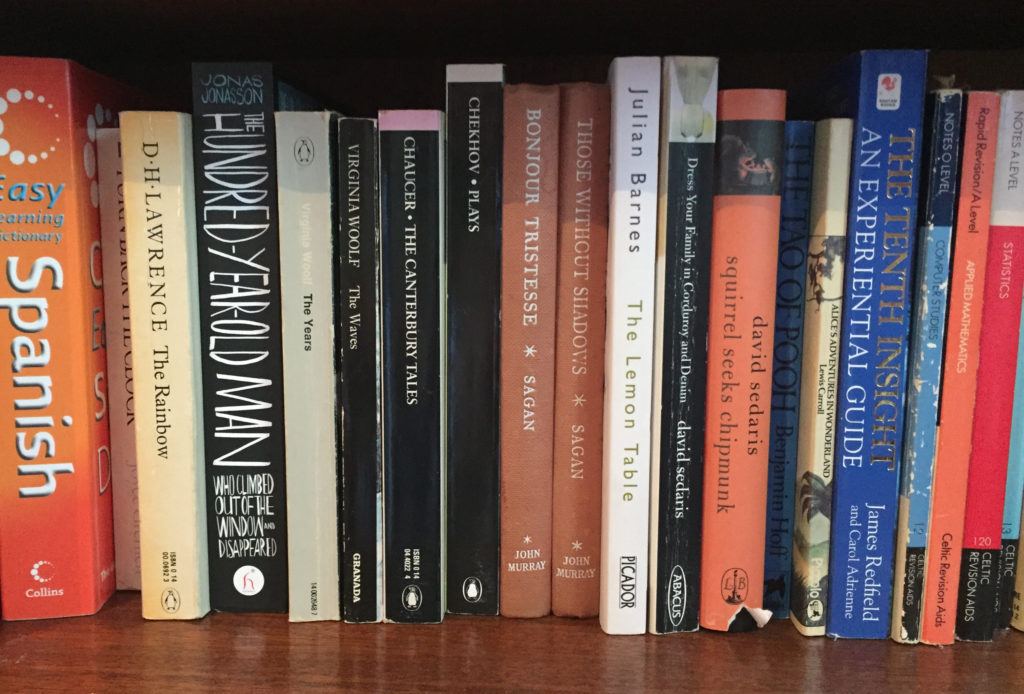 NOTES A LEVEL STATISTICS 13 CELTIC
Rapid Revision/A Level APPLIED MATHEMATICS Celtic Revision Aids
120 CELTIC REVISION AIDS
NOTES O LEVEL COMPUTER STUDIES 12 CELTIC REVISION AIDS
THE TENTH INSIGHT
AN EXPERIENTIAL GUIDE
James Redfield
and Carol Adrienne
ALICE'S ADVENTURES IN WONDERLAND
Lewis Carroll
Piccolo
THE TAO OF POOH Benjamin Hoff
david sedaris
squirrel seeks chipmunk
Dress Your Family in Corduroy and Denim david sedaris ABACUS
Julian Barnes The Lemon Table PICADOR
THOSE WITHOUT SHADOWS * SAGAN * JOHN MURRAY
BONJOUR TRISTESSE * SAGAN * JOHN MURRAY
CHEKHOV • PLAYS
CHAUCER • THE CANTERBURY TALES
ISBN 0 14
04.4022 4
VIRGINIA WOOLF The Waves GRANADA
Virginia Woolf The Years 14 002648 7
JONAS
JONASSON
THE HUNDRED-YEAR-OLD MAN
WHO CLIMBED
OUT OF THE
WINDOW AND
DISAPPEARED
D·H·LAWRENCE The Rainbow
ISBN 0 14
00.0692 3
TURN BACK THE CLOCK
Easy
Learning
Dictionary
Spanish
Collins